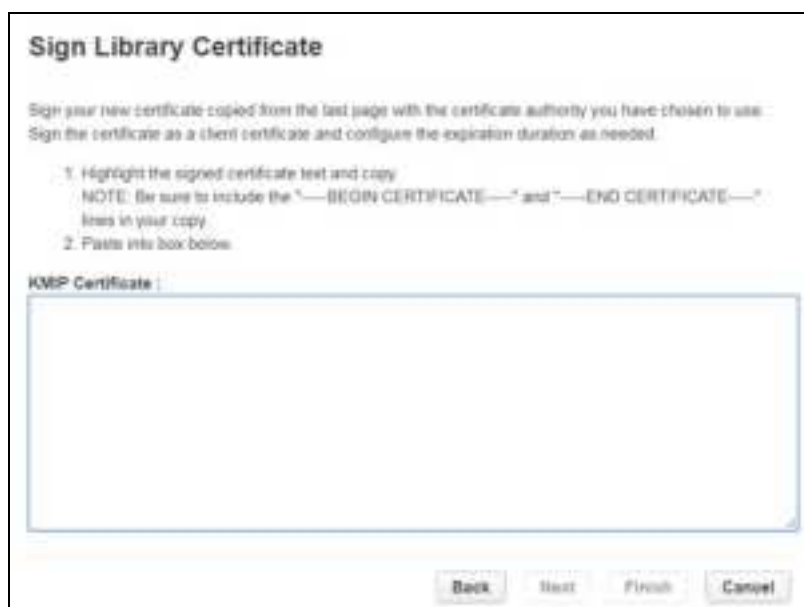 Sign Library Certificate
Sign your new certificate copied from the last page with the certificate authority you have chosen to use.
Sign the certificate as a client certificate and configure the expiration duration as needed.
1. Highlight the signed certificate text and copy.
NOTE: Be sure to include the "-----BEGIN CERTIFICATE-----" and "-----END CERTIFICATE-----"
lines in your copy.
2. Paste into box below.
KMIP Certificate :
Back Next Finish Cancel